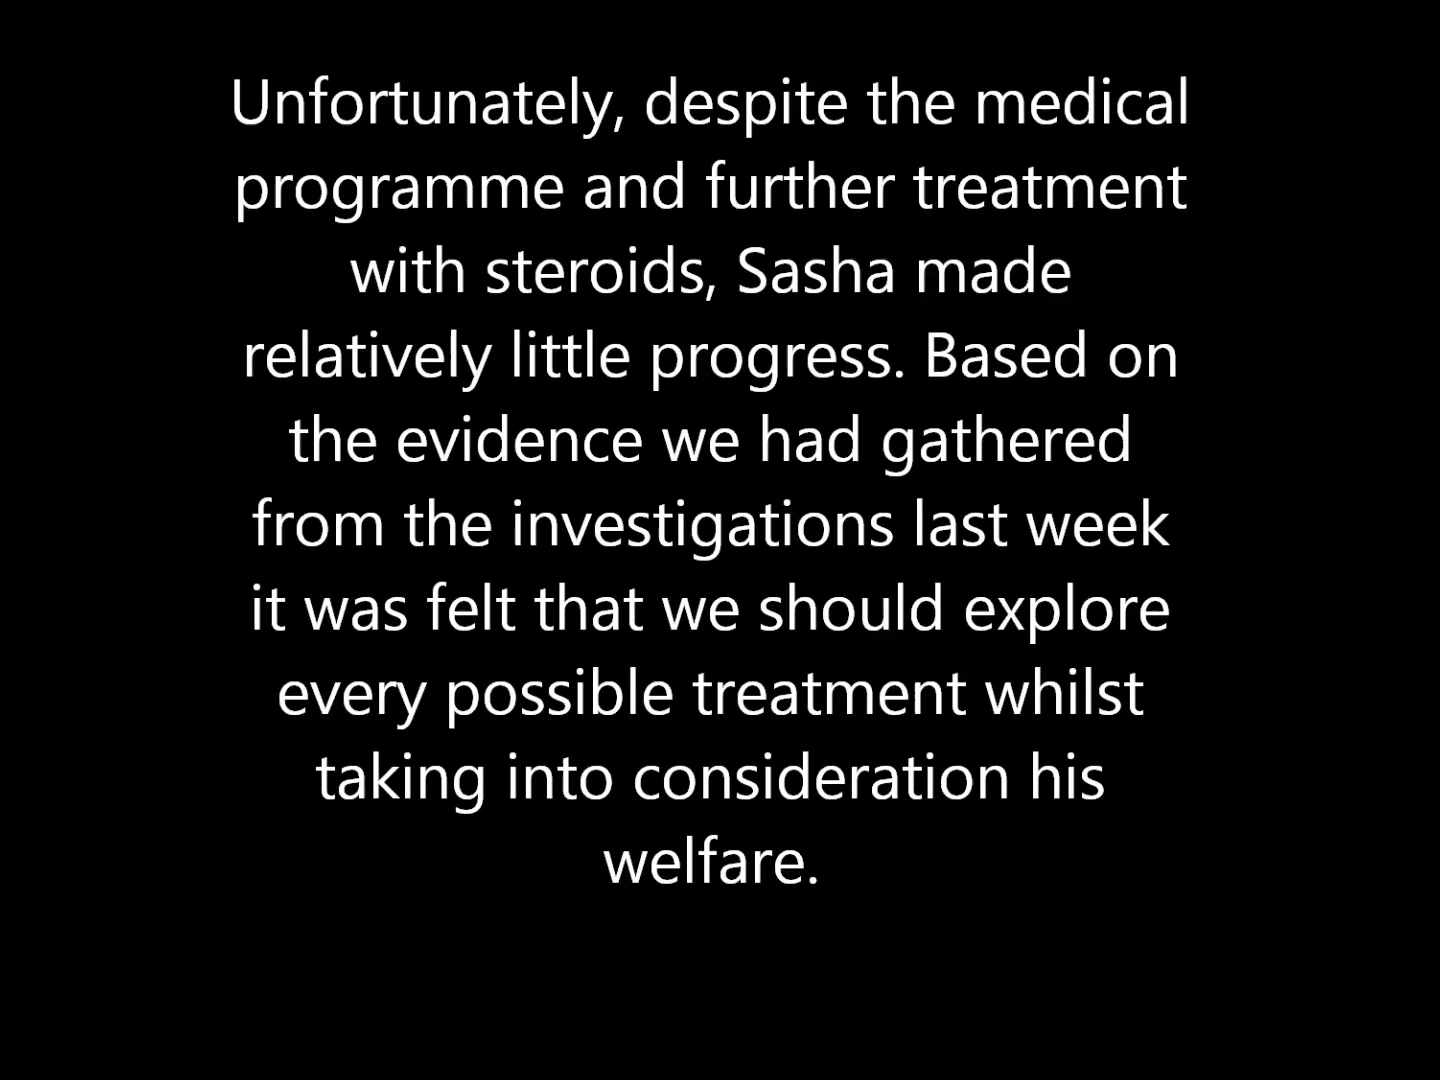 Unfortunately, despite the medical
programme and further treatment
with steroids, Sasha made
relatively little progress. Based on
the evidence we had gathered
from the investigations last week
it was felt that we should explore
every possible treatment whilst
taking into consideration his
welfare.